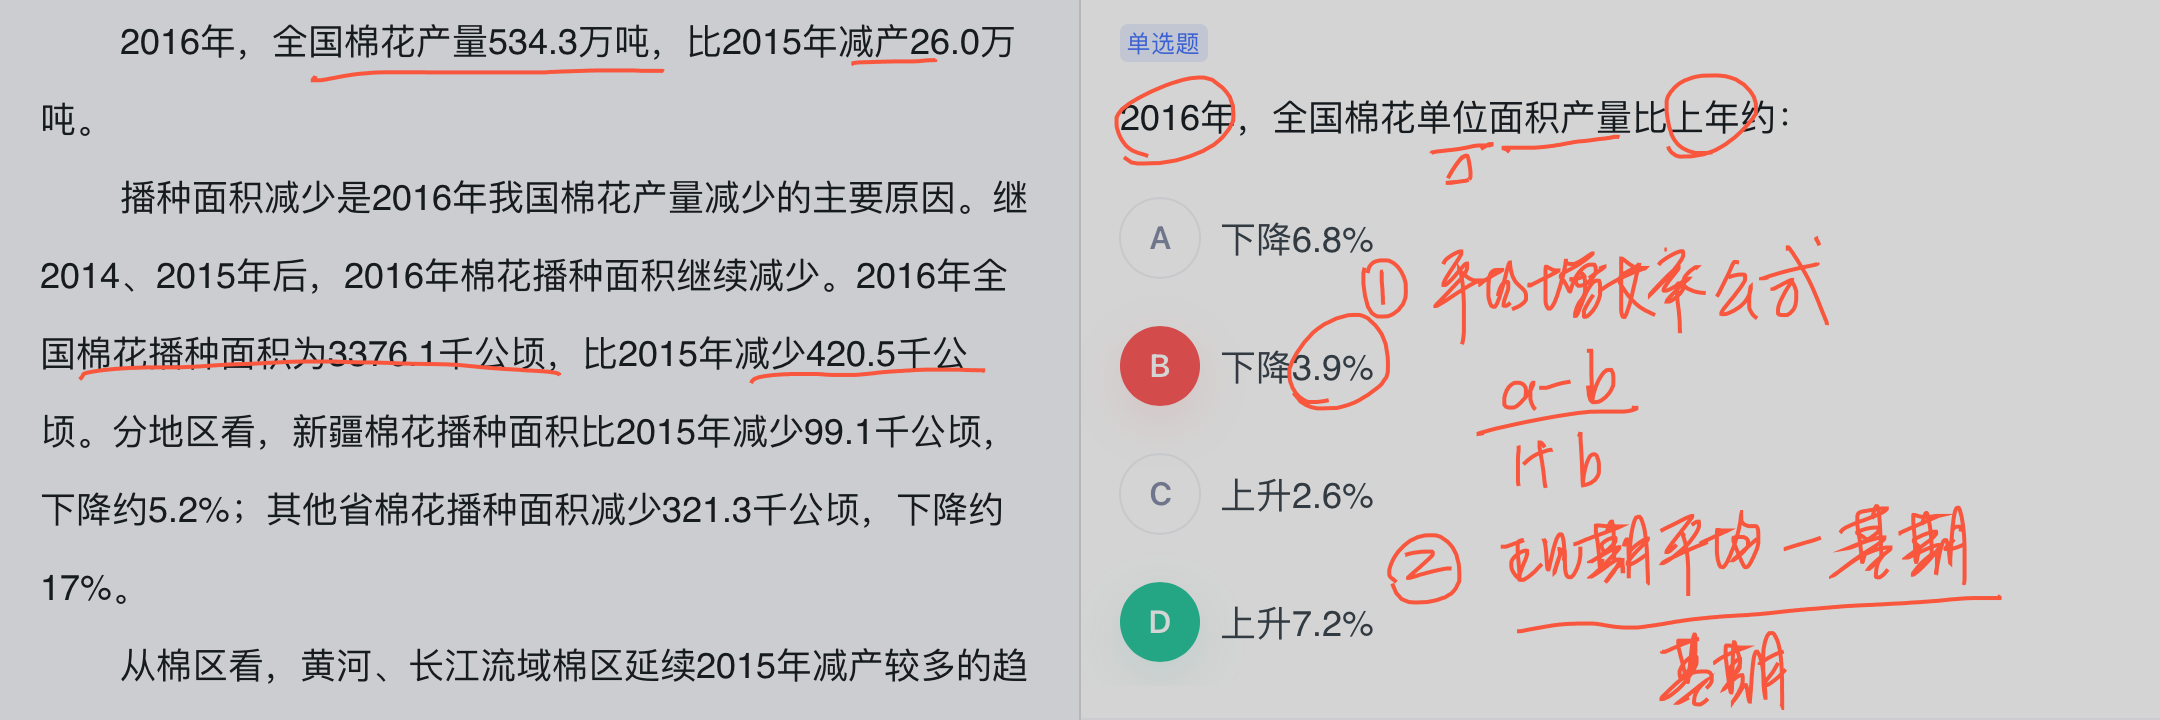 2016年，全国棉花产量534.3万吨，比2015年减产26.0万
吨。
播种面积减少是2016年我国棉花产量减少的主要原因。继
2014、2015年后，2016年棉花播种面积继续减少。2016年全
国棉花播种面积为3376.1千公顷，比2015年减少420.5千公
顷。分地区看，新疆棉花播种面积比2015年减少99.1千公顷，
下降约5.2%；其他省棉花播种面积减少321.3千公顷，下降约
17%。
从棉区看，黄河、长江流域棉区延续2015年减产较多的趋
单选题
2016年，全国棉花单位面积产量比上年约：
A 下降6.8%
① 平均增长率公式
B 下降3.9%
a-b
1+b
C 上升2.6%
② 现期平均-基期
D 上升7.2%
基期